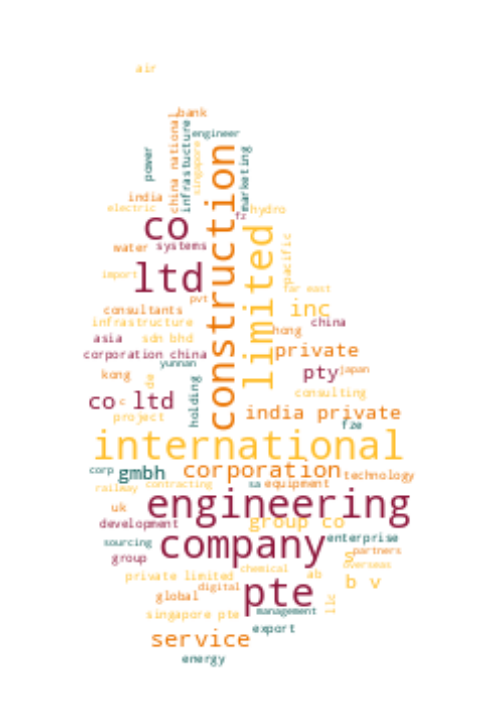 air
bank
china national
infrastucture
engineer
power
singapore
construction
marketing
india
electric
fz
hydro
co
limited
water
systems
pacific
ltd
import
far east
pvt
inc
consultants
infrastructure
china
hong
asia
sdn bhd
private
corporation china
yunnan
pty
japan
kong
de
holding
consulting
co ltd
c
project
india private
fze
international
corp
gmbh
corporation
technology
railway
contracting
sa
equipment
engineering
uk
development
group co
company
enterprise
sourcing
partners
group
s
overseas
chemical
private limited
ab
b v
digital
pte
global
llc
management
singapore pte
export
service
energy